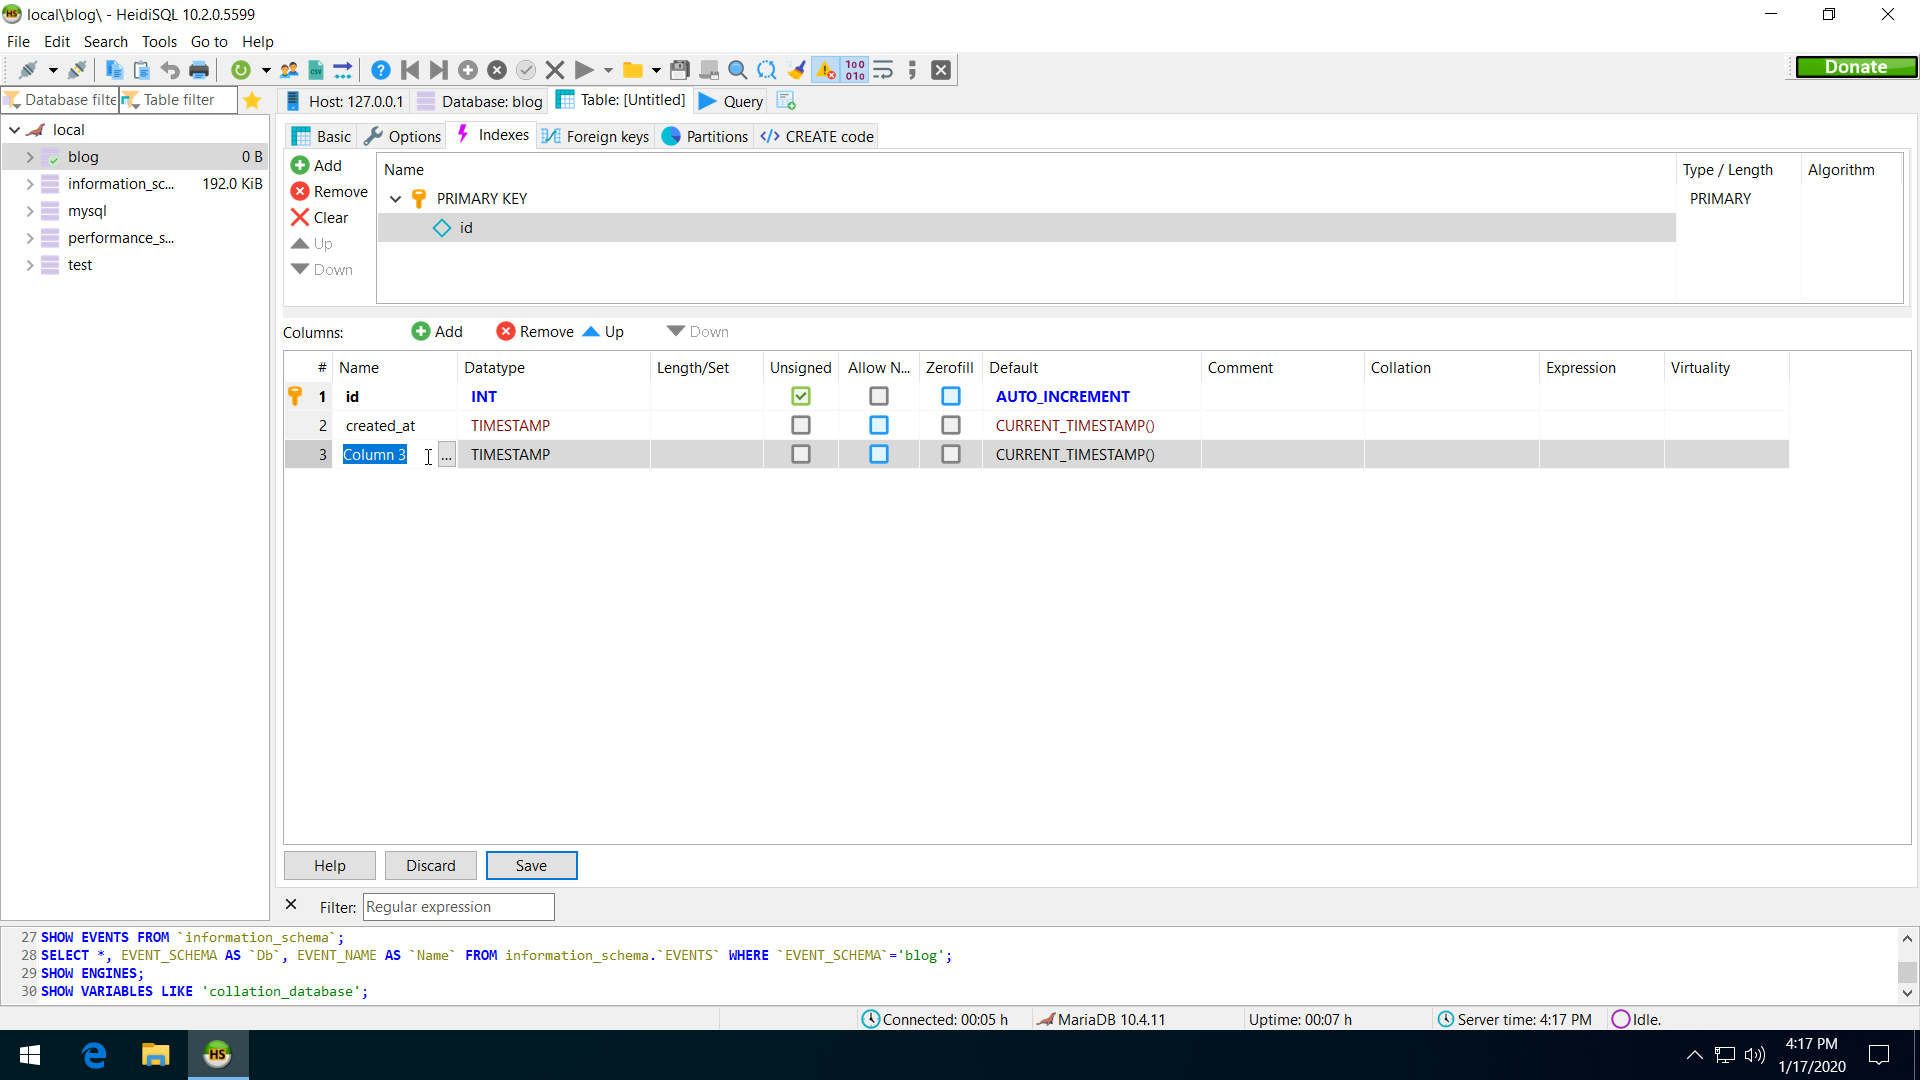 local\blog\ - HeidiSQL 10.2.0.5599
File Edit Search Tools Go to Help
Donate
Database filte Table filter
Host: 127.0.0.1 Database: blog Table: [Untitled] Query
local
blog 0 B
information_sc... 192.0 KiB
mysql
performance_s...
test
Basic Options Indexes Foreign keys Partitions CREATE code
Add
Remove
Clear
Up
Down
Name Type / Length Algorithm
PRIMARY KEY PRIMARY
id
Columns: Add Remove Up Down
# Name Datatype Length/Set Unsigned Allow N... Zerofill Default Comment Collation Expression Virtuality
1 id INT AUTO_INCREMENT
2 created_at TIMESTAMP CURRENT_TIMESTAMP()
3 Column 3 ... TIMESTAMP CURRENT_TIMESTAMP()
Help Discard Save
Filter: Regular expression
27 SHOW EVENTS FROM `information_schema`;
28 SELECT *, EVENT_SCHEMA AS `Db`, EVENT_NAME AS `Name` FROM information_schema.`EVENTS` WHERE `EVENT_SCHEMA`='blog';
29 SHOW ENGINES;
30 SHOW VARIABLES LIKE 'collation_database';
Connected: 00:05 h MariaDB 10.4.11 Uptime: 00:07 h Server time: 4:17 PM Idle.
HS
4:17 PM
1/17/2020